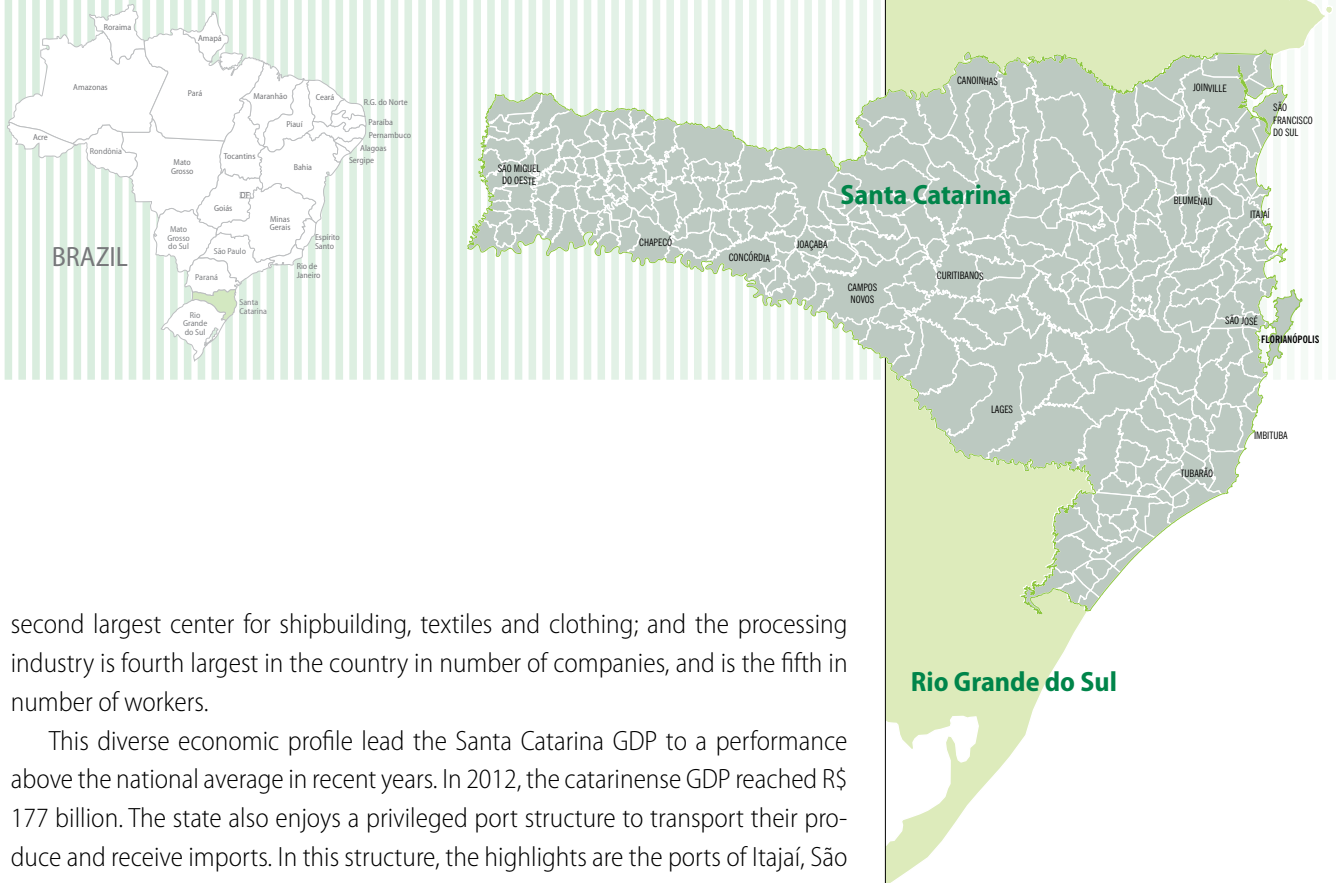 Roraima
Amapá
Amazonas
Pará
Maranhão
Ceará
R.G. do Norte
Paraíba
Pernambuco
Alagoas
Sergipe
Piauí
Acre
Rondônia
Mato
Grosso
Tocantins
Bahia
DF
Goiás
Minas
Gerais
Mato
Grosso
do Sul
São Paulo
Espírito
Santo
Rio de
Janeiro
Paraná
Santa
Catarina
Rio
Grande
do Sul
BRAZIL
CANOINHAS
JOINVILLE
SÃO
FRANCISCO
DO SUL
SÃO MIGUEL
DO OESTE
Santa Catarina
BLUMENAU
ITAJAÍ
CHAPECÓ
CONCÓRDIA
JOAÇABA
CURITIBANOS
CAMPOS
NOVOS
SÃO JOSÉ
FLORIANÓPOLIS
LAGES
IMBITUBA
TUBARÃO
Rio Grande do Sul
second largest center for shipbuilding, textiles and clothing; and the processing
industry is fourth largest in the country in number of companies, and is the fifth in
number of workers.
This diverse economic profile lead the Santa Catarina GDP to a performance
above the national average in recent years. In 2012, the catarinense GDP reached R$
177 billion. The state also enjoys a privileged port structure to transport their pro-
duce and receive imports. In this structure, the highlights are the ports of Itajaí, São